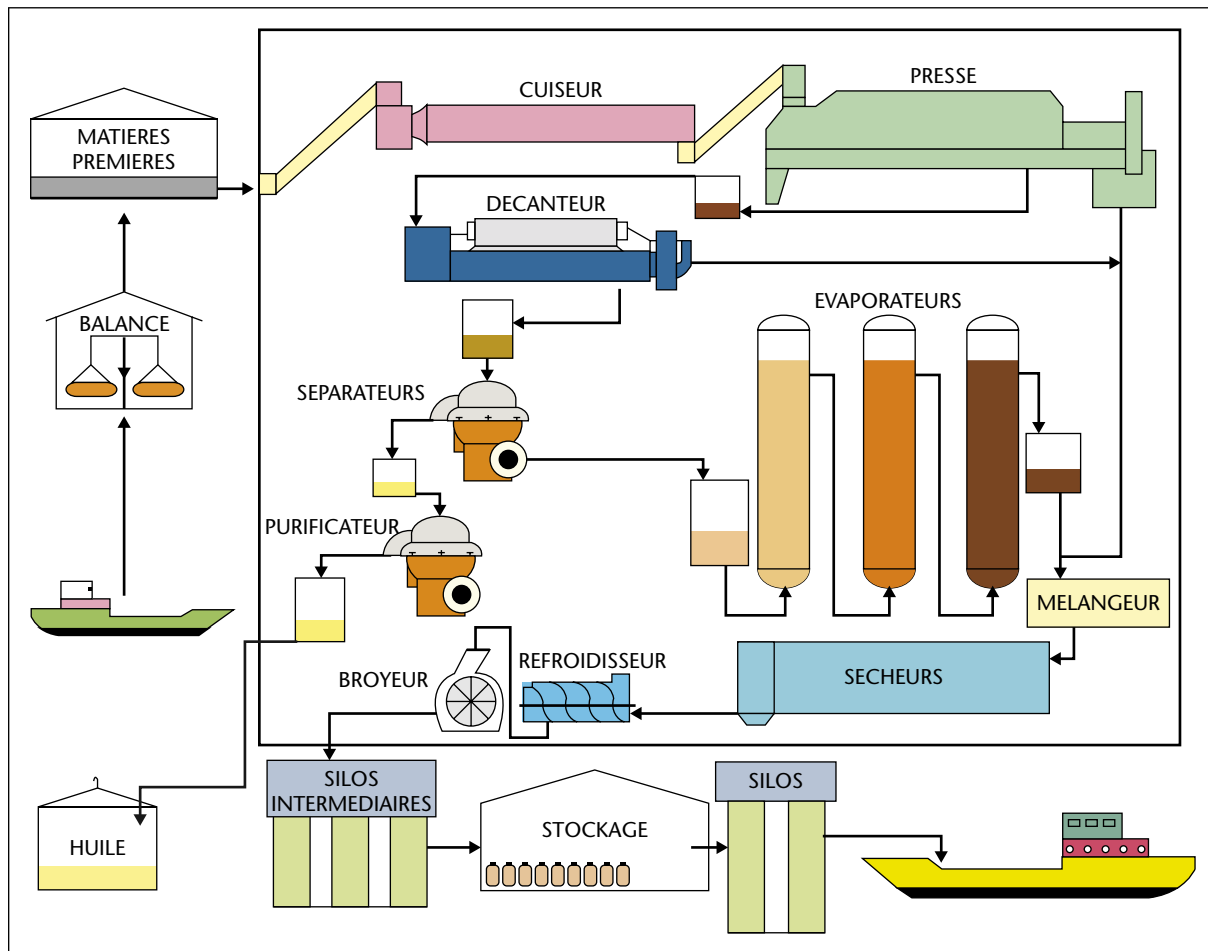 CUISEUR
PRESSE
MATIERES
PREMIERES
DECANTEUR
BALANCE
EVAPORATEURS
SEPARATEURS
PURIFICATEUR
MELANGEUR
BROYEUR
REFROIDISSEUR
SECHEURS
SILOS
INTERMEDIAIRES
STOCKAGE
SILOS
HUILE